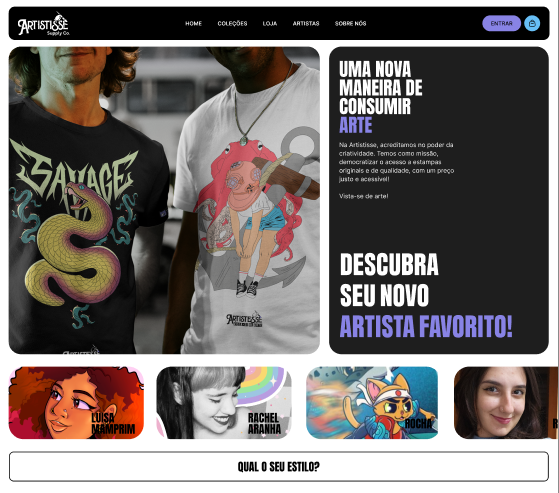 ARTISTISSE
Supply Co.
HOME COLEÇÕES LOJA ARTISTAS SOBRE NÓS
ENTRAR
SAVAGE
ARTISTISSE
UMA NOVA
MANEIRA DE
CONSUMIR
ARTE
Na Artistisse, acreditamos no poder da
criatividade. Temos como missão,
democratizar o acesso a estampas
originais e de qualidade, com um preço
justo e acessível!
Vista-se de arte!
DESCUBRA
SEU NOVO
ARTISTA FAVORITO!
LUISA
MAMPRIM
RACHEL
ARANHA
ROCHA
QUAL O SEU ESTILO?